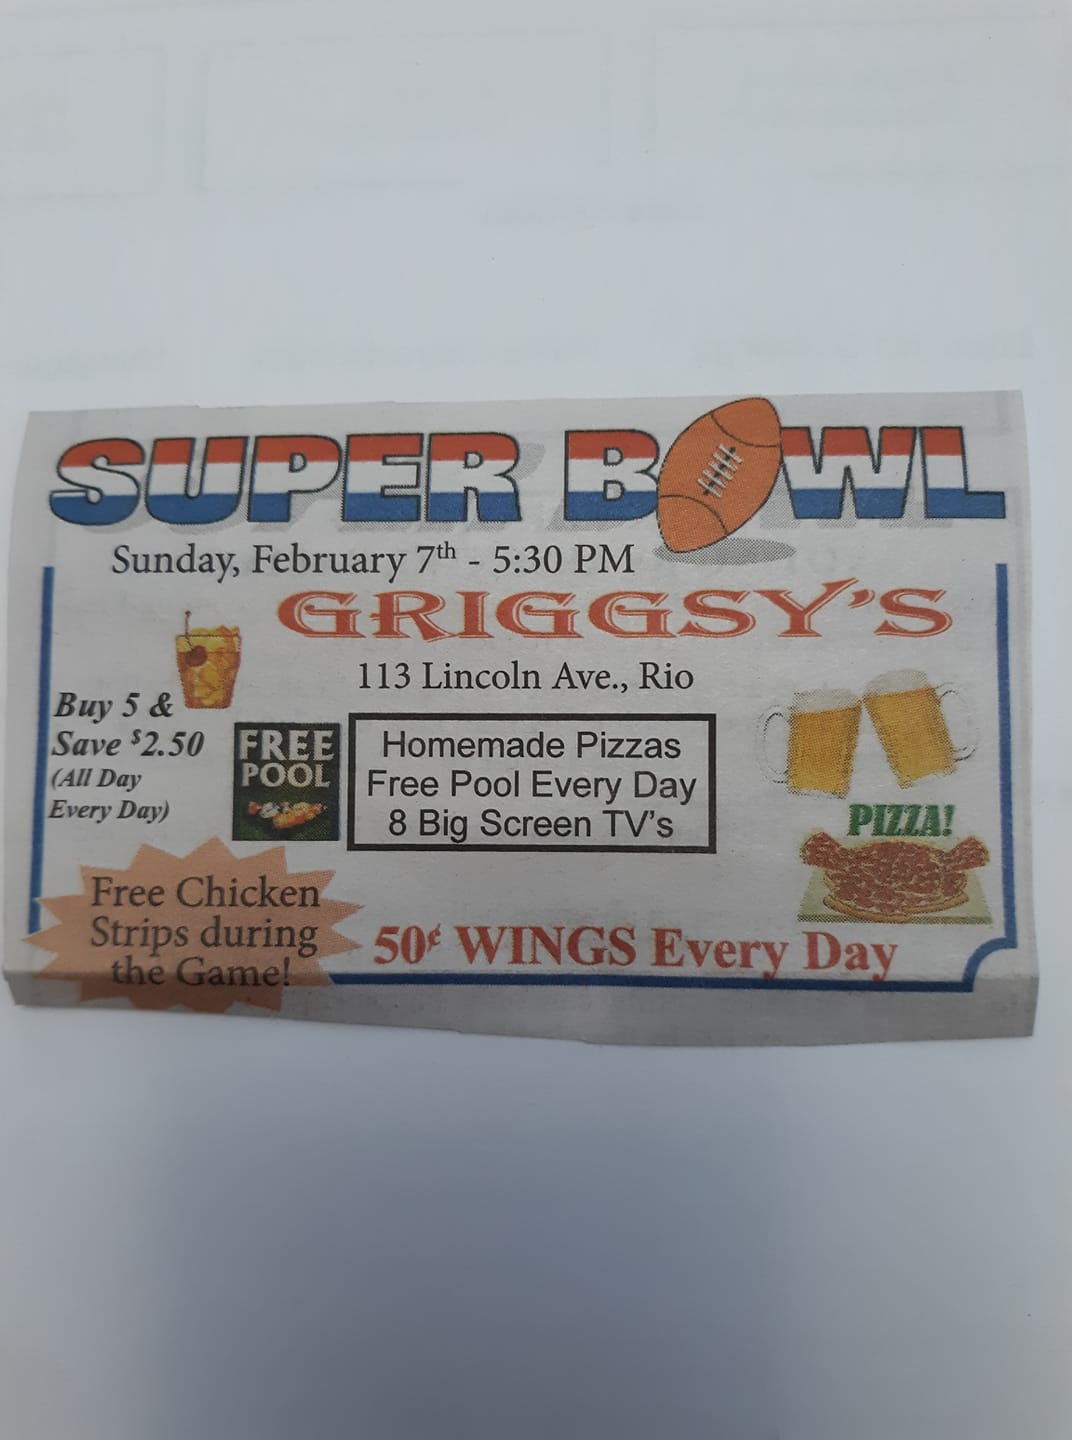 SUPER BOWL
Sunday, February 7th - 5:30 PM
GRIGGSY'S
113 Lincoln Ave., Rio
Buy 5 &
Save $2.50
(All Day
Every Day)
FREE
POOL
Homemade Pizzas
Free Pool Every Day
8 Big Screen TV's
PIZZA!
Free Chicken
Strips during
the Game!
50¢ WINGS Every Day